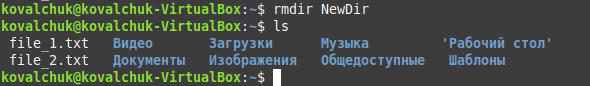 kovalchuk@kovalchuk-VirtualBox:~$ rmdir NewDir
kovalchuk@kovalchuk-VirtualBox:~$ ls
file_1.txt Видео Загрузки Музыка 'Рабочий стол'
file_2.txt Документы Изображения Общедоступные Шаблоны
kovalchuk@kovalchuk-VirtualBox:~$